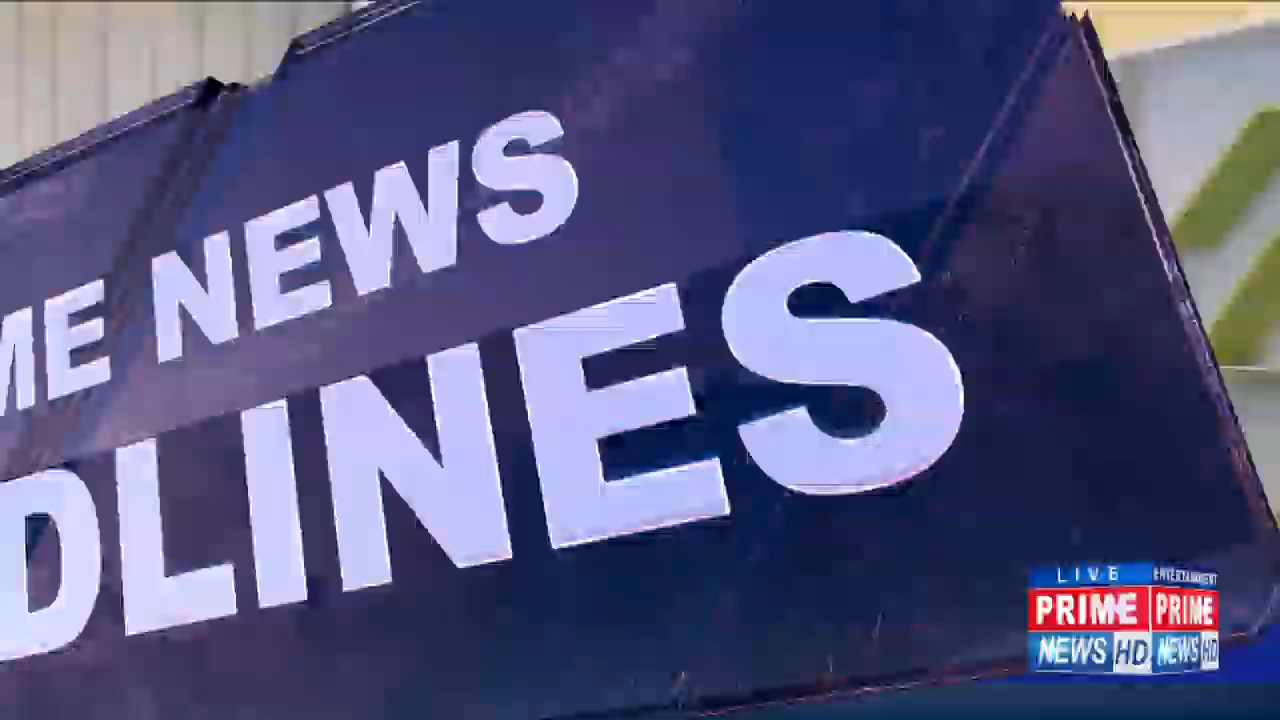 ME NEWS
DLINES
LIVE
PRIME
NEWS HD
ENTERTAINMENT
PRIME
NEWS HD